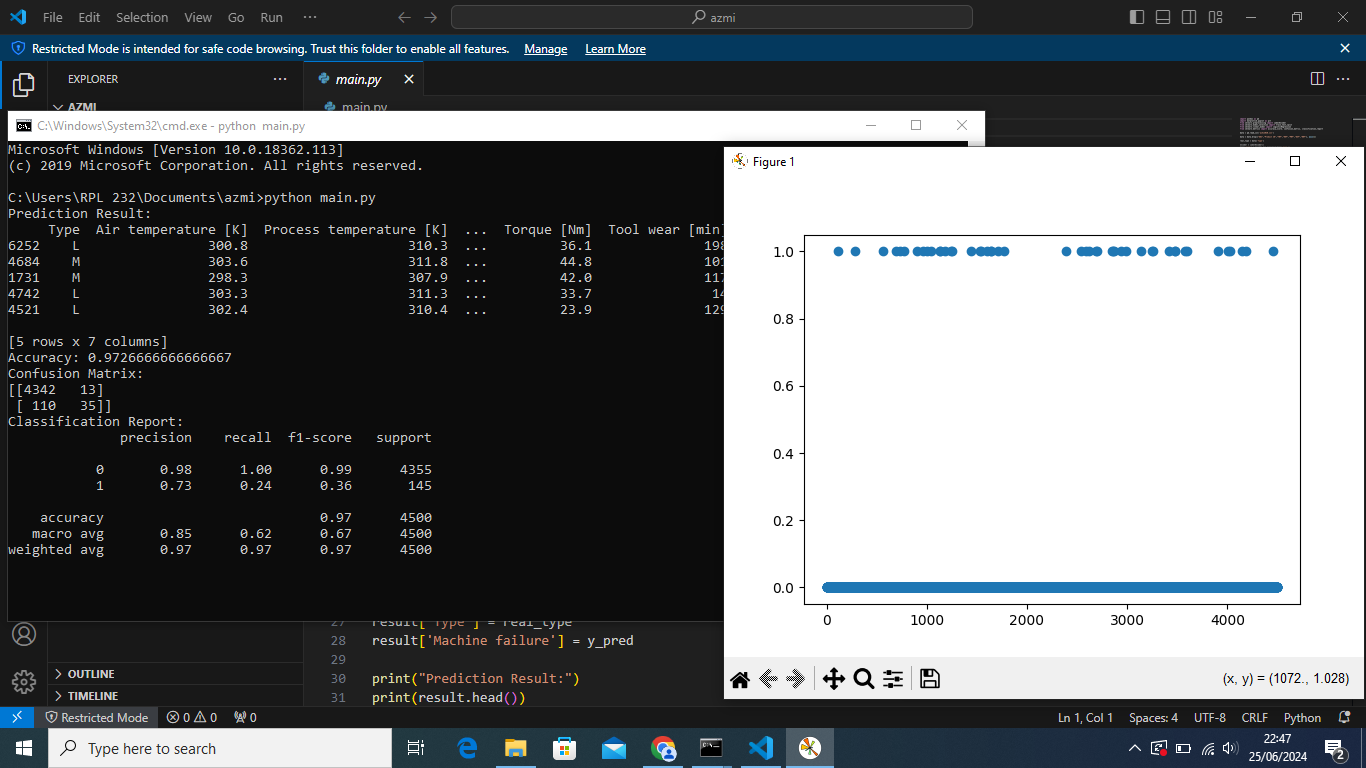 File Edit Selection View Go Run ···
azmi
Restricted Mode is intended for safe code browsing. Trust this folder to enable all features. Manage Learn More
EXPLORER ···
main.py
AZMI
main.py
C:\Windows\System32\cmd.exe - python main.py
Microsoft Windows [Version 10.0.18362.113]
(c) 2019 Microsoft Corporation. All rights reserved.
C:\Users\RPL 232\Documents\azmi>python main.py
Prediction Result:
Type Air temperature [K] Process temperature [K] ... Torque [Nm] Tool wear [min]
6252 L 300.8 310.3 ... 36.1 198
4684 M 303.6 311.8 ... 44.8 101
1731 M 298.3 307.9 ... 42.0 117
4742 L 303.3 311.3 ... 33.7 14
4521 L 302.4 310.4 ... 23.9 129
[5 rows x 7 columns]
Accuracy: 0.9726666666666667
Confusion Matrix:
[[4342 13]
[ 110 35]]
Classification Report:
precision recall f1-score support
0 0.98 1.00 0.99 4355
1 0.73 0.24 0.36 145
accuracy 0.97 4500
macro avg 0.85 0.62 0.67 4500
weighted avg 0.97 0.97 0.97 4500
Figure 1
1.0
0.8
0.6
0.4
0.2
0.0
0 1000 2000 3000 4000
(x, y) = (1072., 1.028)
27 result['Type'] = real_type
28 result['Machine failure'] = y_pred
29
30 print("Prediction Result:")
31 print(result.head())
OUTLINE
TIMELINE
Restricted Mode 0 0 0
Ln 1, Col 1 Spaces: 4 UTF-8 CRLF Python
Type here to search
22:47
25/06/2024
2